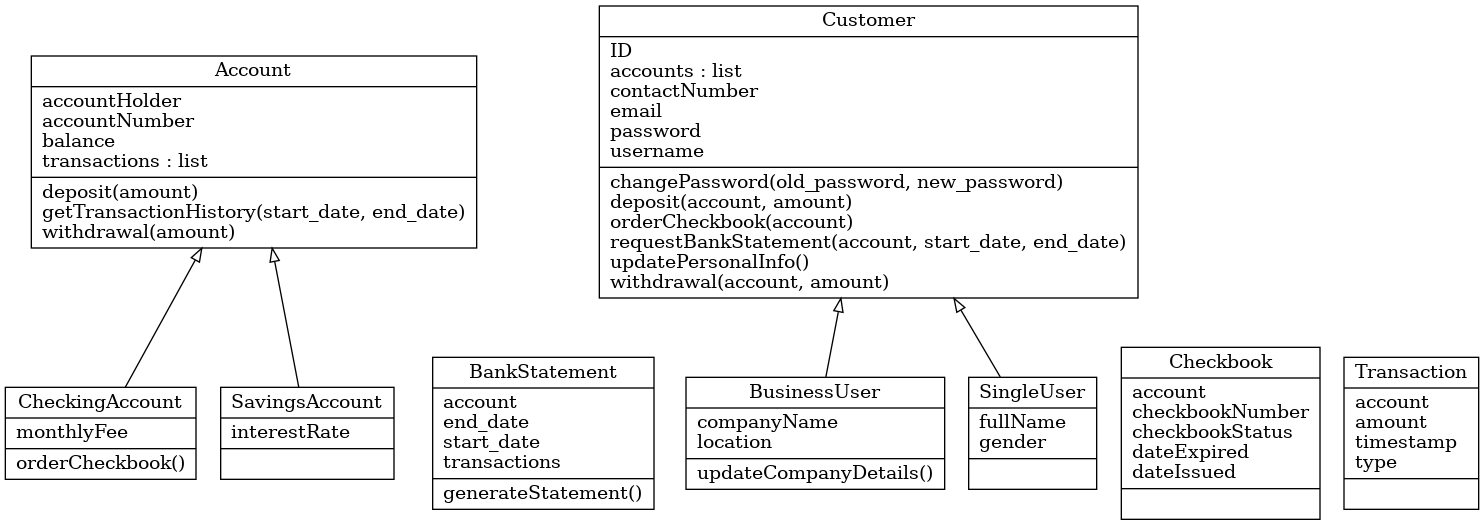 Account
accountHolder
accountNumber
balance
transactions : list
deposit(amount)
getTransactionHistory(start_date, end_date)
withdrawal(amount)
Customer
ID
accounts : list
contactNumber
email
password
username
changePassword(old_password, new_password)
deposit(account, amount)
orderCheckbook(account)
requestBankStatement(account, start_date, end_date)
updatePersonalInfo()
withdrawal(account, amount)
CheckingAccount
monthlyFee
orderCheckbook()
SavingsAccount
interestRate
BankStatement
account
end_date
start_date
transactions
generateStatement()
BusinessUser
companyName
location
updateCompanyDetails()
SingleUser
fullName
gender
Checkbook
account
checkbookNumber
checkbookStatus
dateExpired
dateIssued
Transaction
account
amount
timestamp
type